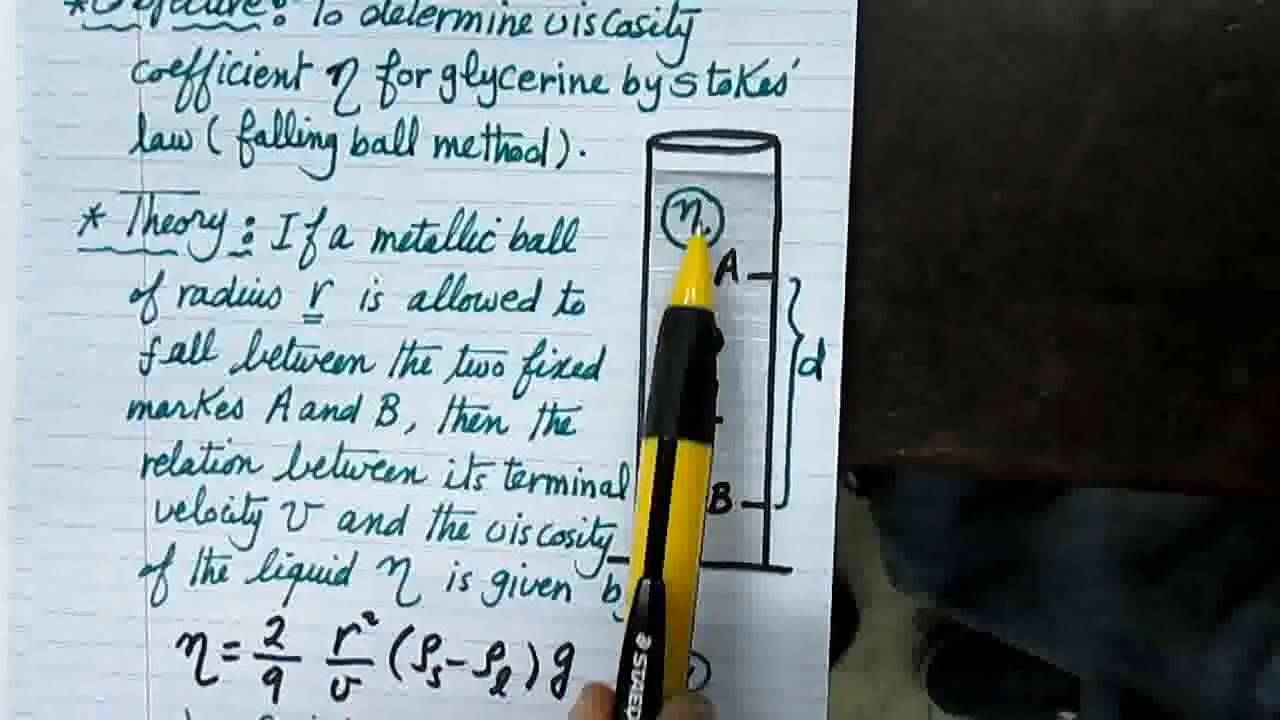 *Objective: To determine viscosity
coefficient η for glycerine by stokes'
law (falling ball method).
* Theory: If a metallic ball
of radius r is allowed to
fall between the two fixed
markes A and B, then the
relation between its terminal
velocity v and the viscosity
of the liquid η is given b
η = 2/9 r²/v (ρs - ρl) g
η
A
d
B